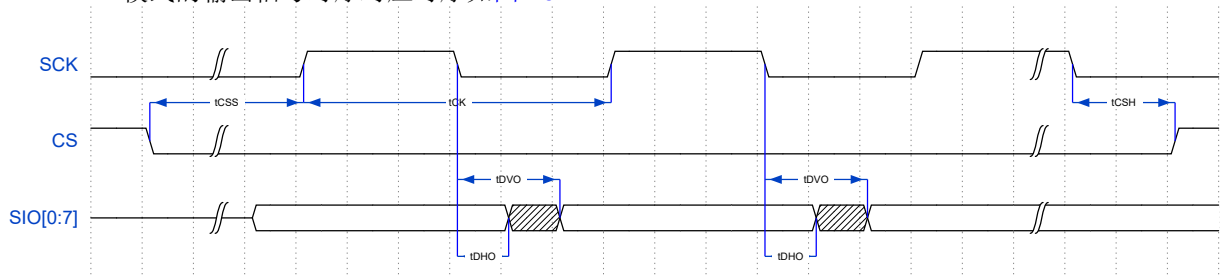 SCK
tCSS
tCK
tCSH
CS
tDVO
tDVO
SIO[0:7]
tDHO
tDHO